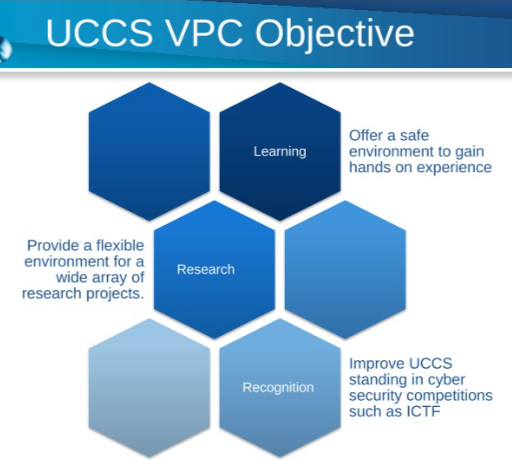 UCCS VPC Objective
Learning
Offer a safe
environment to gain
hands on experience
Provide a flexible
environment for a
wide array of
research projects.
Research
Recognition
Improve UCCS
standing in cyber
security competitions
such as ICTF